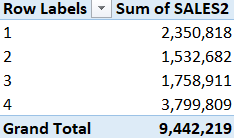 Row Labels Sum of SALES2
1 2,350,818
2 1,532,682
3 1,758,911
4 3,799,809
Grand Total 9,442,219